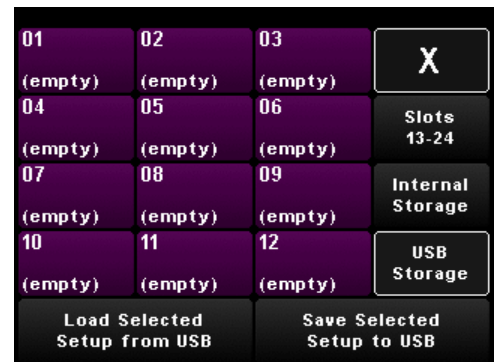 01 02 03 X
(empty) (empty) (empty)
04 05 06 Slots
13-24
(empty) (empty) (empty)
07 08 09 Internal
Storage
(empty) (empty) (empty)
10 11 12 USB
Storage
(empty) (empty) (empty)
Load Selected Save Selected
Setup from USB Setup to USB